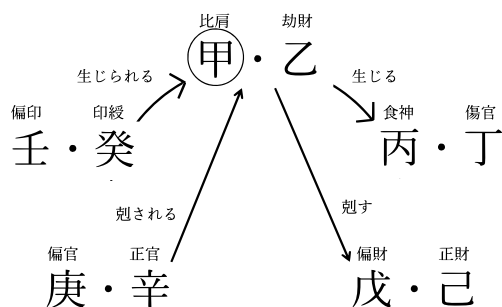 比肩 劫財
甲・乙
生じられる 生じる
偏印 印綬 食神 傷官
壬・癸 丙・丁
剋される 剋す
偏官 正官 偏財 正財
庚・辛 戊・己